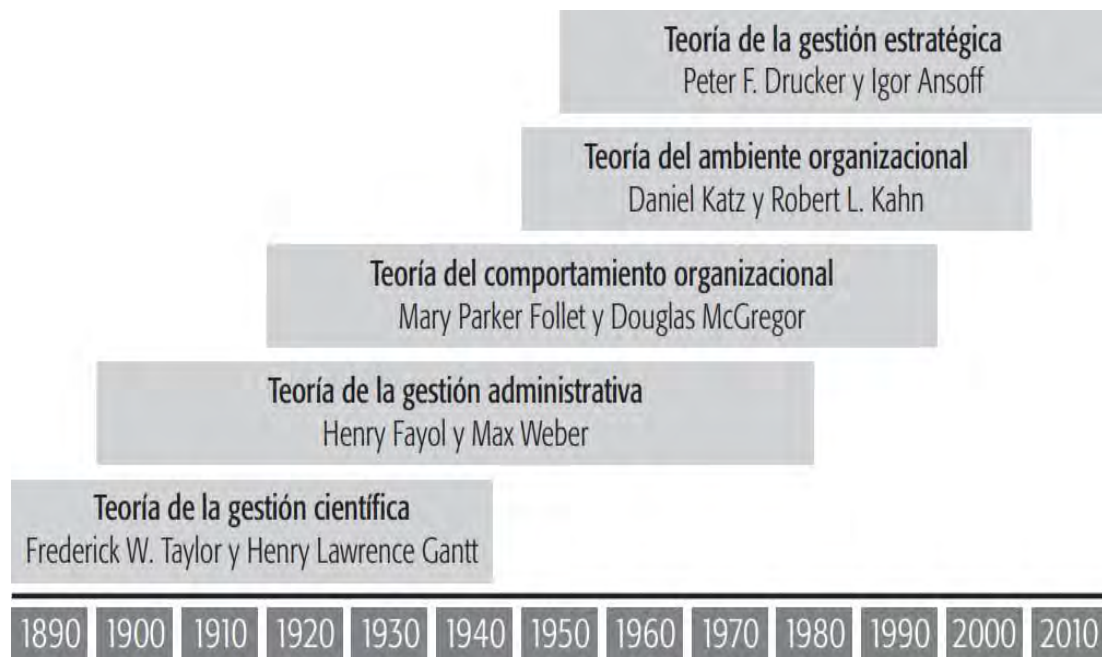 Teoría de la gestión estratégica
Peter F. Drucker y Igor Ansoff
Teoría del ambiente organizacional
Daniel Katz y Robert L. Kahn
Teoría del comportamiento organizacional
Mary Parker Follet y Douglas McGregor
Teoría de la gestión administrativa
Henry Fayol y Max Weber
Teoría de la gestión científica
Frederick W. Taylor y Henry Lawrence Gantt
1890 1900 1910 1920 1930 1940 1950 1960 1970 1980 1990 2000 2010